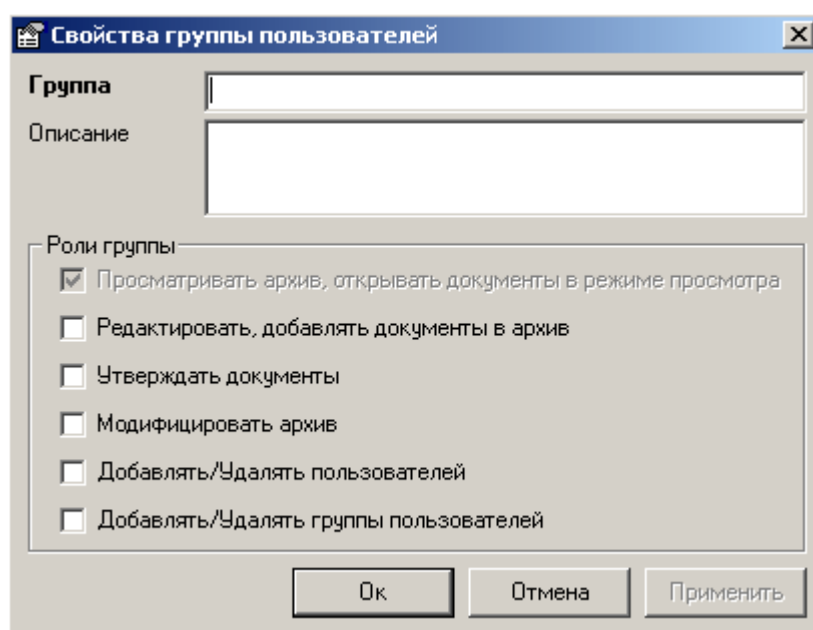 Свойства группы пользователей
Группа
Описание
Роли группы
Просматривать архив, открывать документы в режиме просмотра
Редактировать, добавлять документы в архив
Утверждать документы
Модифицировать архив
Добавлять/Удалять пользователей
Добавлять/Удалять группы пользователей
Ок Отмена Применить